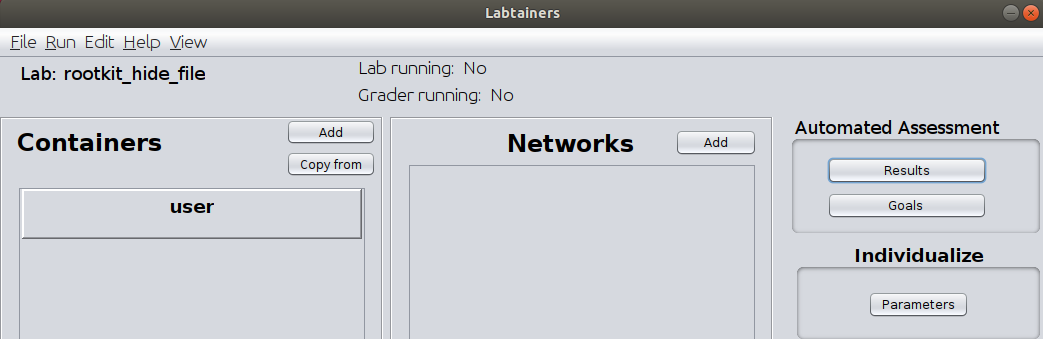 Labtainers
File Run Edit Help View
Lab: rootkit_hide_file
Lab running: No
Grader running: No
Containers
Add
Copy from
user
Networks
Add
Automated Assessment
Results
Goals
Individualize
Parameters